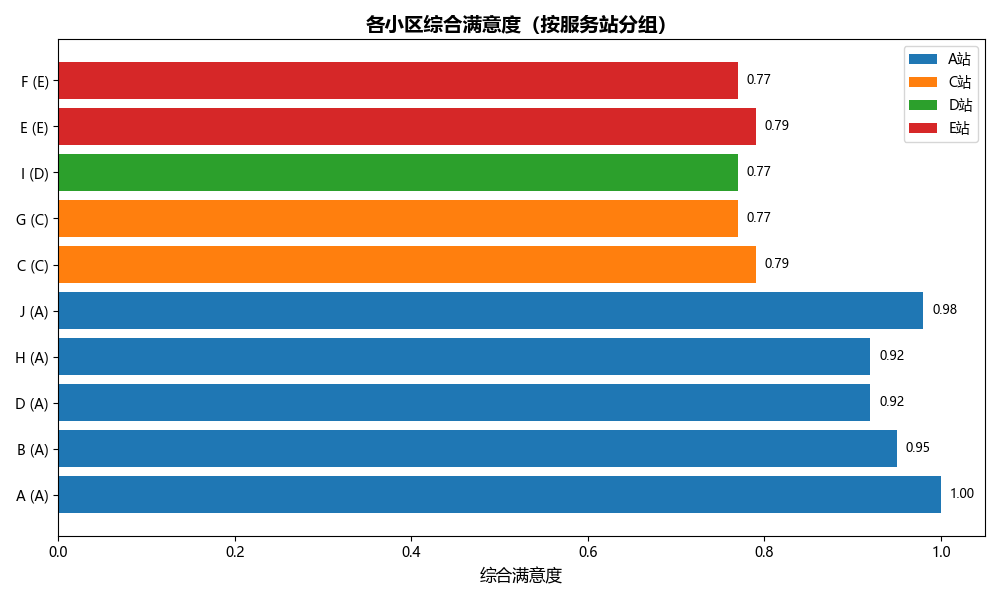 各小区综合满意度（按服务站分组）
A站
C站
D站
E站
F (E)
0.77
E (E)
0.79
I (D)
0.77
G (C)
0.77
C (C)
0.79
J (A)
0.98
H (A)
0.92
D (A)
0.92
B (A)
0.95
A (A)
1.00
0.0
0.2
0.4
0.6
0.8
1.0
综合满意度